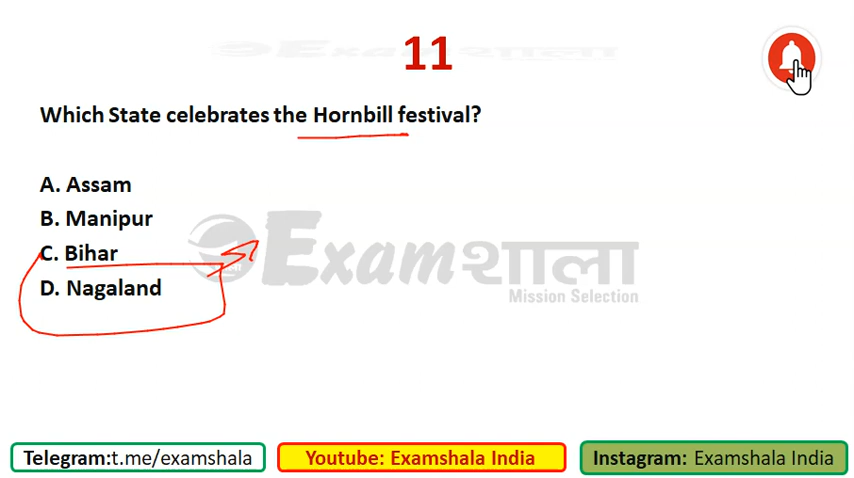 Examशाला
11
Which State celebrates the Hornbill festival?
A. Assam
B. Manipur
C. Bihar
D. Nagaland
Examशाला
Mission Selection
Telegram:t.me/examshala
Youtube: Examshala India
Instagram: Examshala India